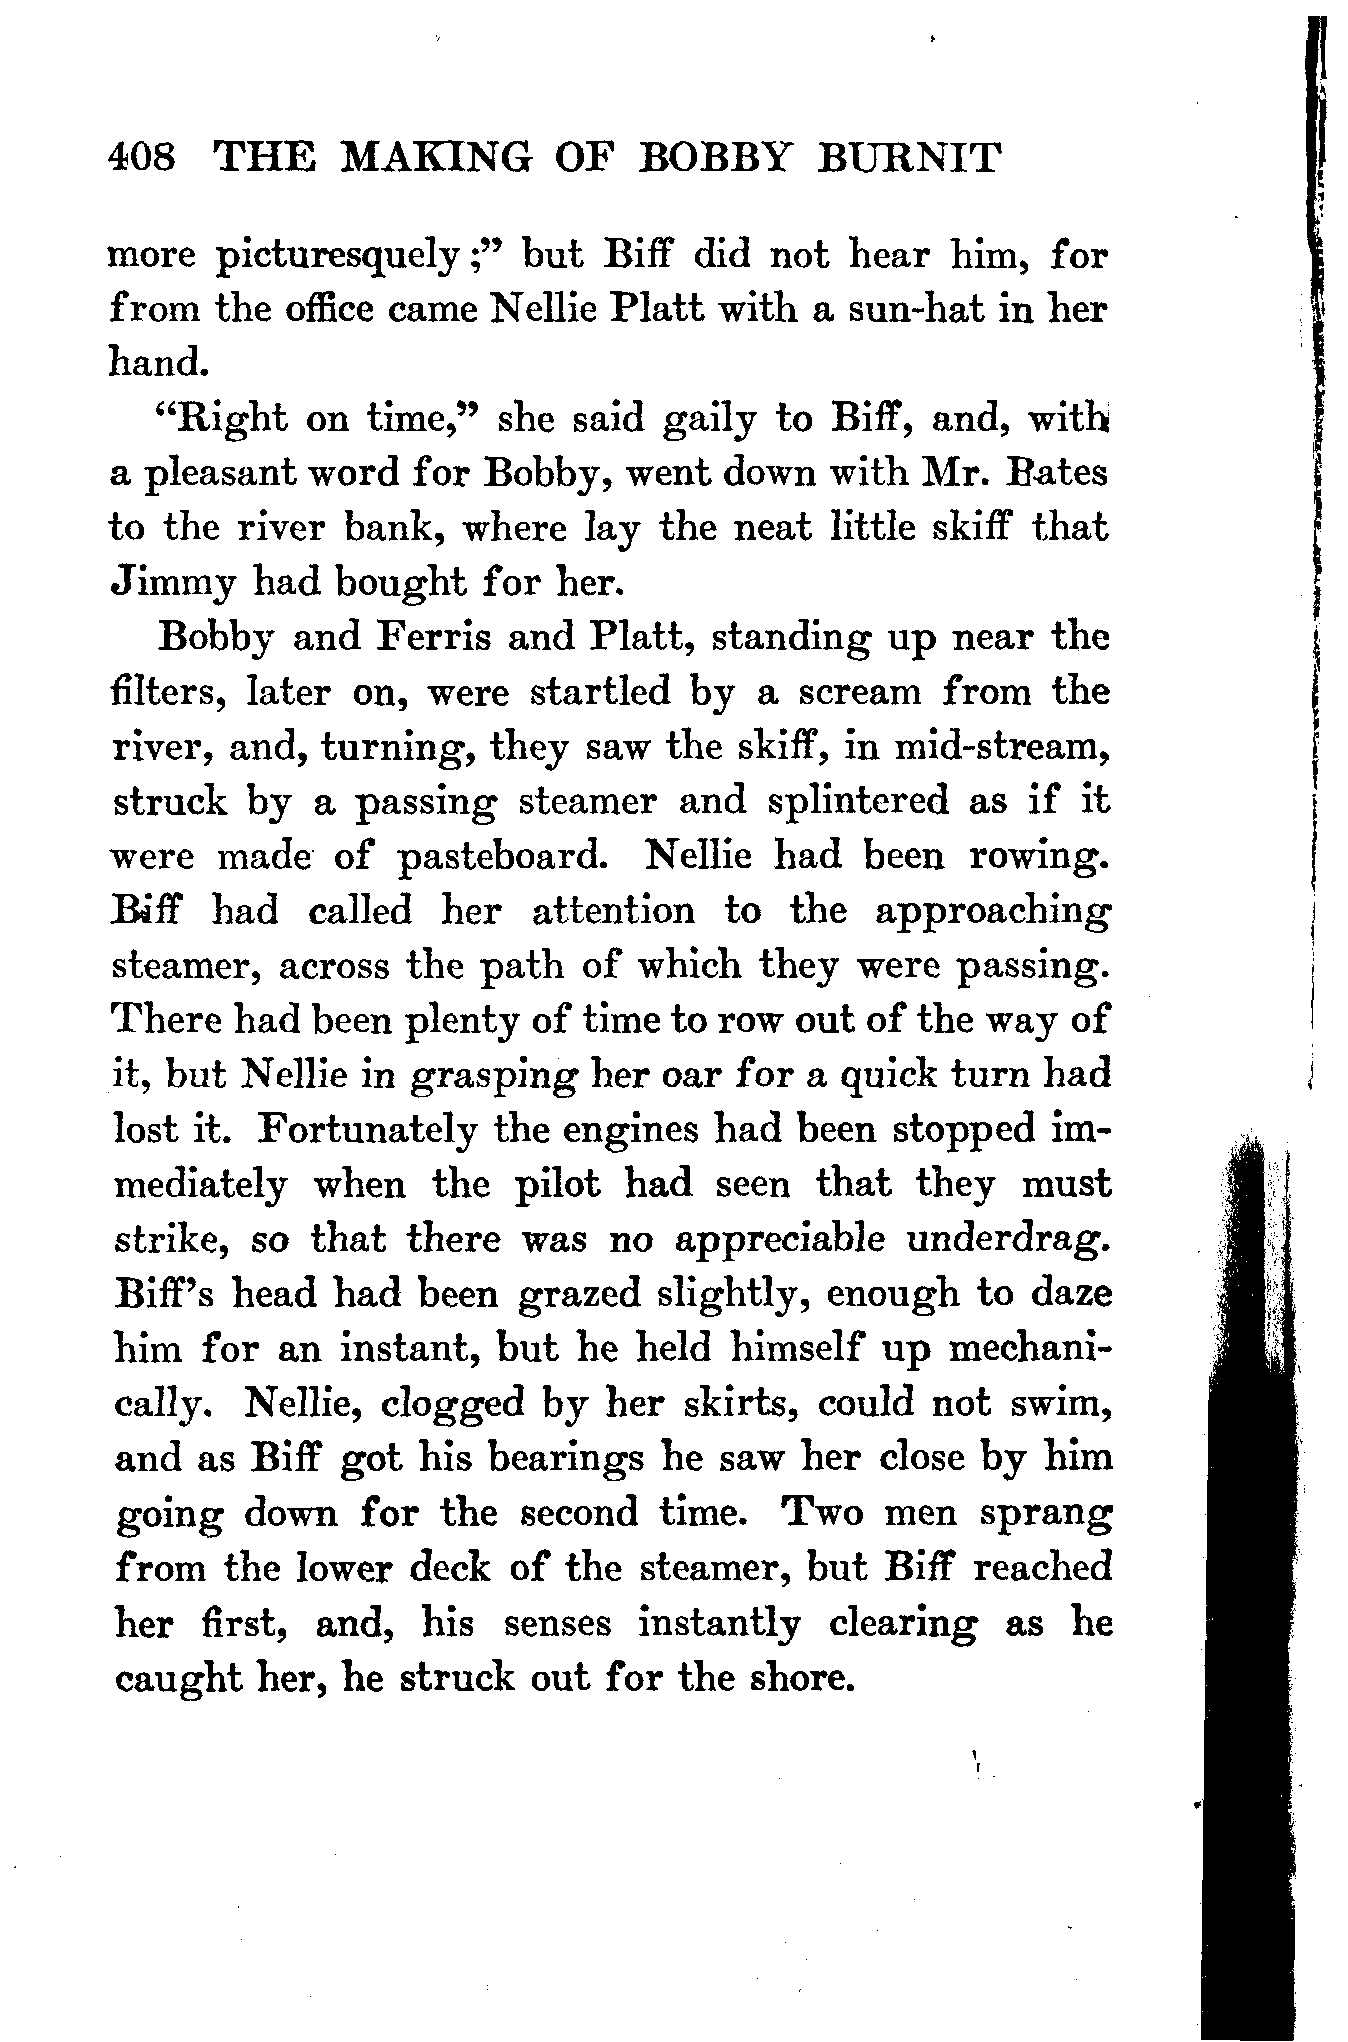 408 THE MAKING OF BOBBY BURNIT
more picturesquely;” but Biff did not hear him, for
from the office came Nellie Platt with a sun-hat in her
hand.
“Right on time,” she said gaily to Biff, and, with
a pleasant word for Bobby, went down with Mr. Bates
to the river bank, where lay the neat little skiff that
Jimmy had bought for her.
Bobby and Ferris and Platt, standing up near the
filters, later on, were startled by a scream from the
river, and, turning, they saw the skiff, in mid-stream,
struck by a passing steamer and splintered as if it
were made of pasteboard. Nellie had been rowing.
Biff had called her attention to the approaching
steamer, across the path of which they were passing.
There had been plenty of time to row out of the way of
it, but Nellie in grasping her oar for a quick turn had
lost it. Fortunately the engines had been stopped im-
mediately when the pilot had seen that they must
strike, so that there was no appreciable underdrag.
Biff’s head had been grazed slightly, enough to daze
him for an instant, but he held himself up mechani-
cally. Nellie, clogged by her skirts, could not swim,
and as Biff got his bearings he saw her close by him
going down for the second time. Two men sprang
from the lower deck of the steamer, but Biff reached
her first, and, his senses instantly clearing as he
caught her, he struck out for the shore.